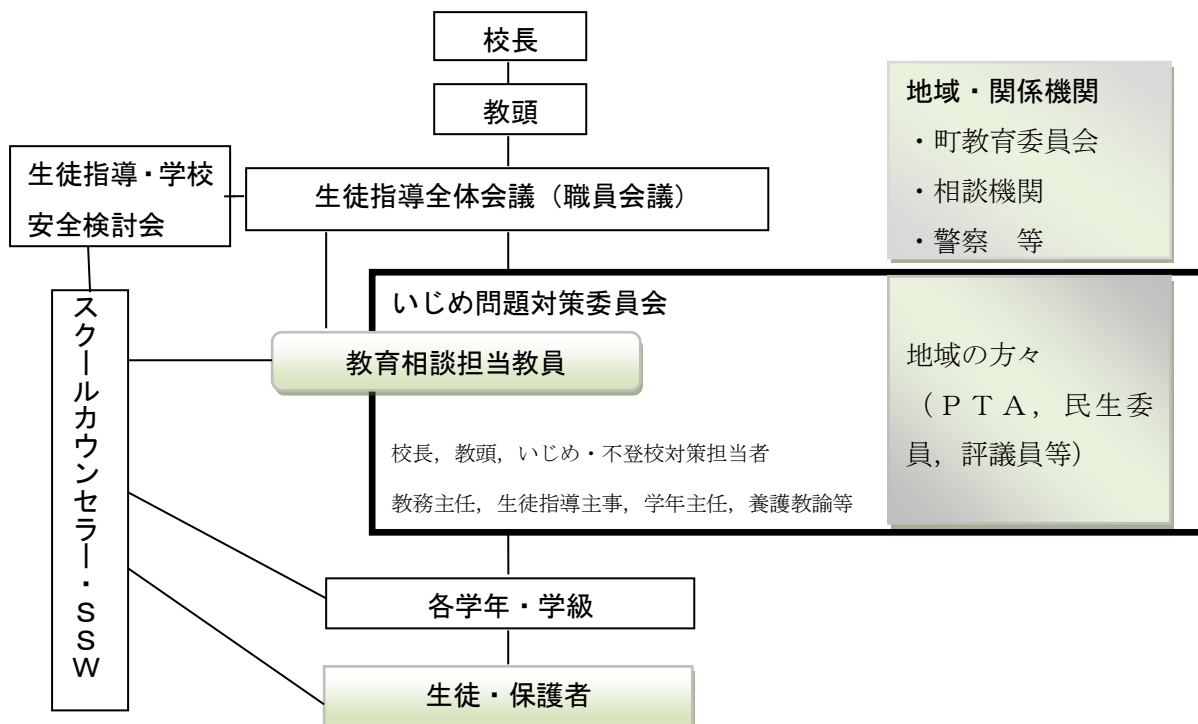 校長
教頭
生徒指導・学校
安全検討会
生徒指導全体会議（職員会議）
地域・関係機関
・町教育委員会
・相談機関
・警察　等
スクールカウンセラー・ＳＳＷ
いじめ問題対策委員会
教育相談担当教員
校長，教頭，いじめ・不登校対策担当者
教務主任，生徒指導主事，学年主任，養護教諭等
地域の方々
（ＰＴＡ，民生委
員，評議員等）
各学年・学級
生徒・保護者